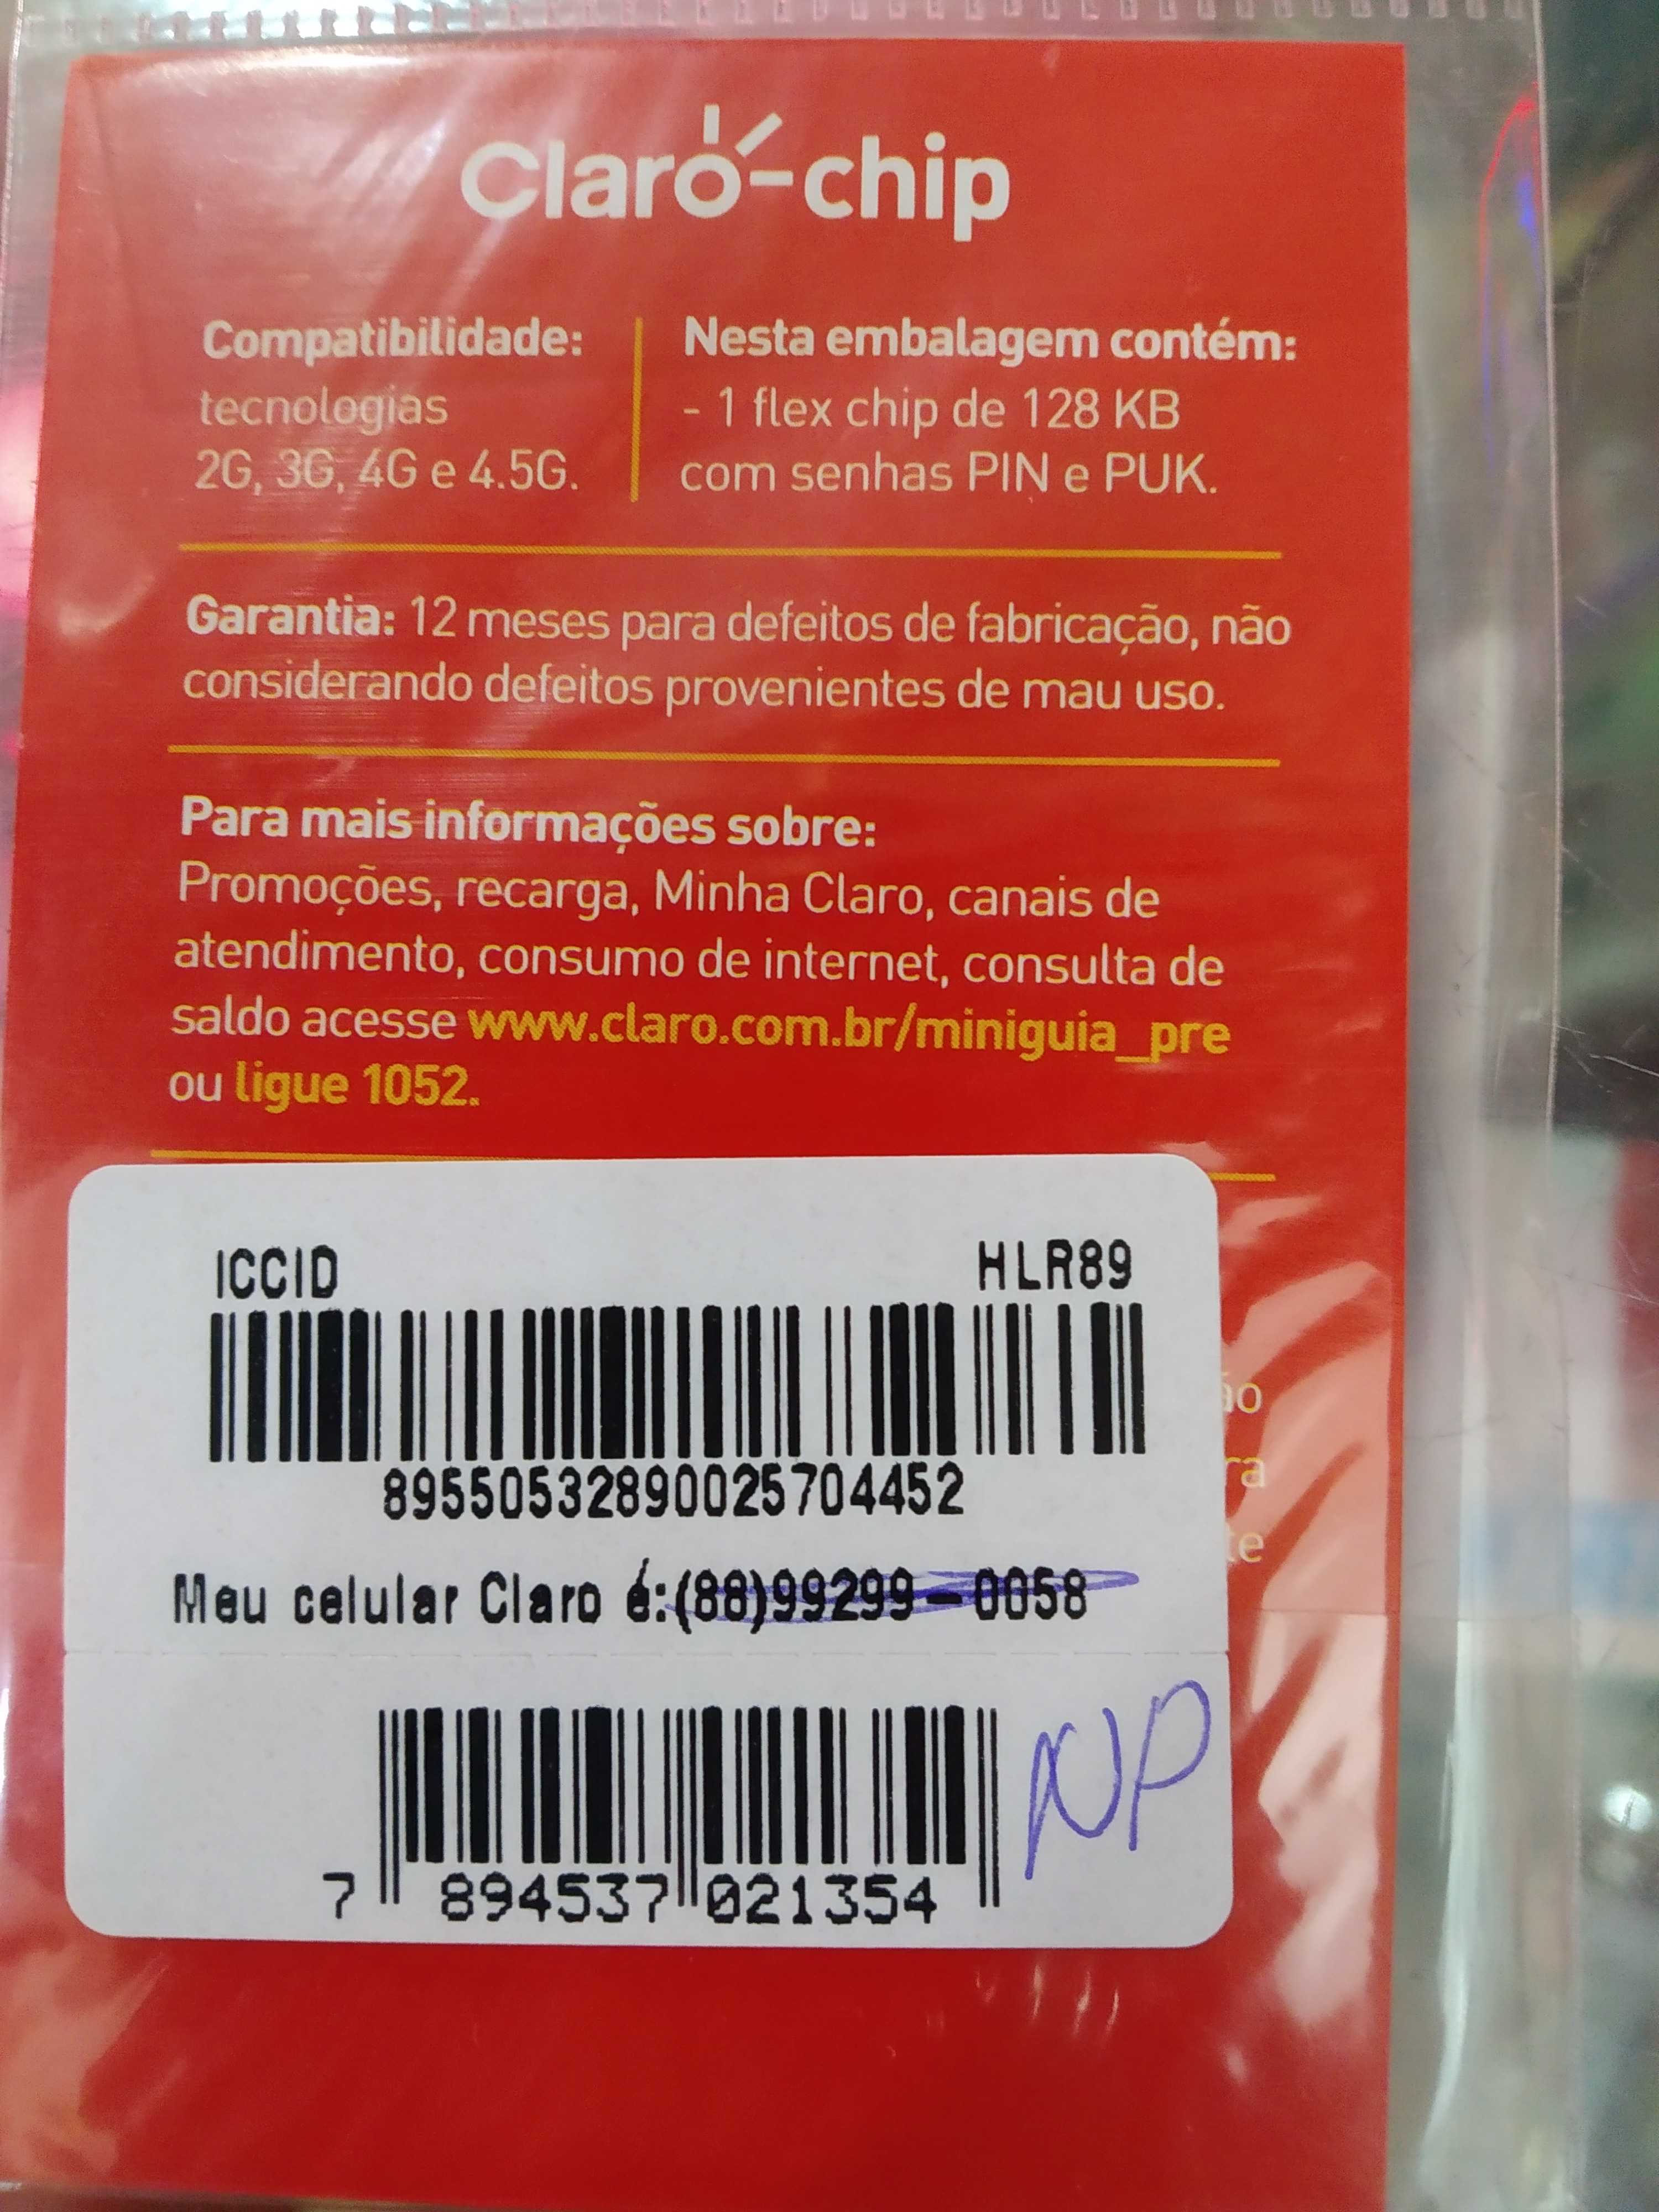 Claro-chip
Compatibilidade:
tecnologias
2G, 3G, 4G e 4.5G.
Nesta embalagem contém:
- 1 flex chip de 128 KB
com senhas PIN e PUK.
Garantia: 12 meses para defeitos de fabricação, não
considerando defeitos provenientes de mau uso.
Para mais informações sobre:
Promoções, recarga, Minha Claro, canais de
atendimento, consumo de internet, consulta de
saldo acesse www.claro.com.br/miniguia_pre
ou ligue 1052.
ICCID HLR89
89550532890025704452
Meu celular Claro é:(88)99299-0058
NP
7 894537 021354